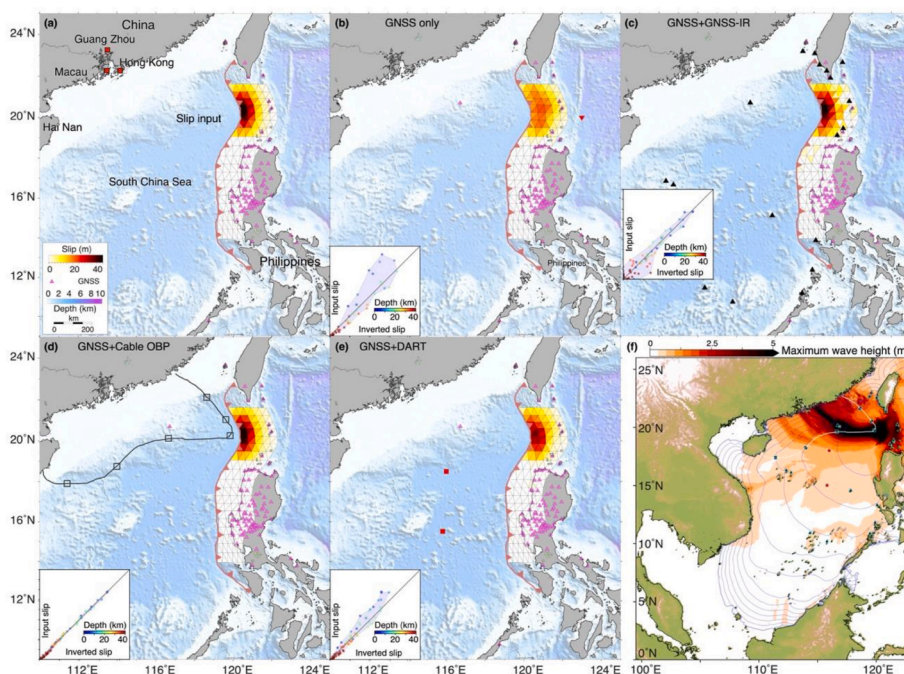 (a)
China
Guang Zhou
Hong Kong
Macau
Hai Nan
Slip input
South China Sea
Philippines
Slip (m)
0 20 40
GNSS
0 2 4 6 8 10
Depth (km)
km
0 200
24°N
20°N
16°N
12°N
(b) GNSS only
Philippines
Input slip
Depth (km)
0 20 40
Inverted slip
(c) GNSS+GNSS-IR
Input slip
Depth (km)
0 20 40
Inverted slip
(d) GNSS+Cable OBP
24°N
20°N
16°N
12°N
Input slip
Depth (km)
0 20 40
Inverted slip
112°E 116°E 120°E 124°E
(e) GNSS+DART
Input slip
Depth (km)
0 20 40
Inverted slip
112°E 116°E 120°E 124°E
(f)
0 2.5 5
Maximum wave height (m
25°N
20°N
15°N
10°N
5°N
0°N
100°E 110°E 120°E